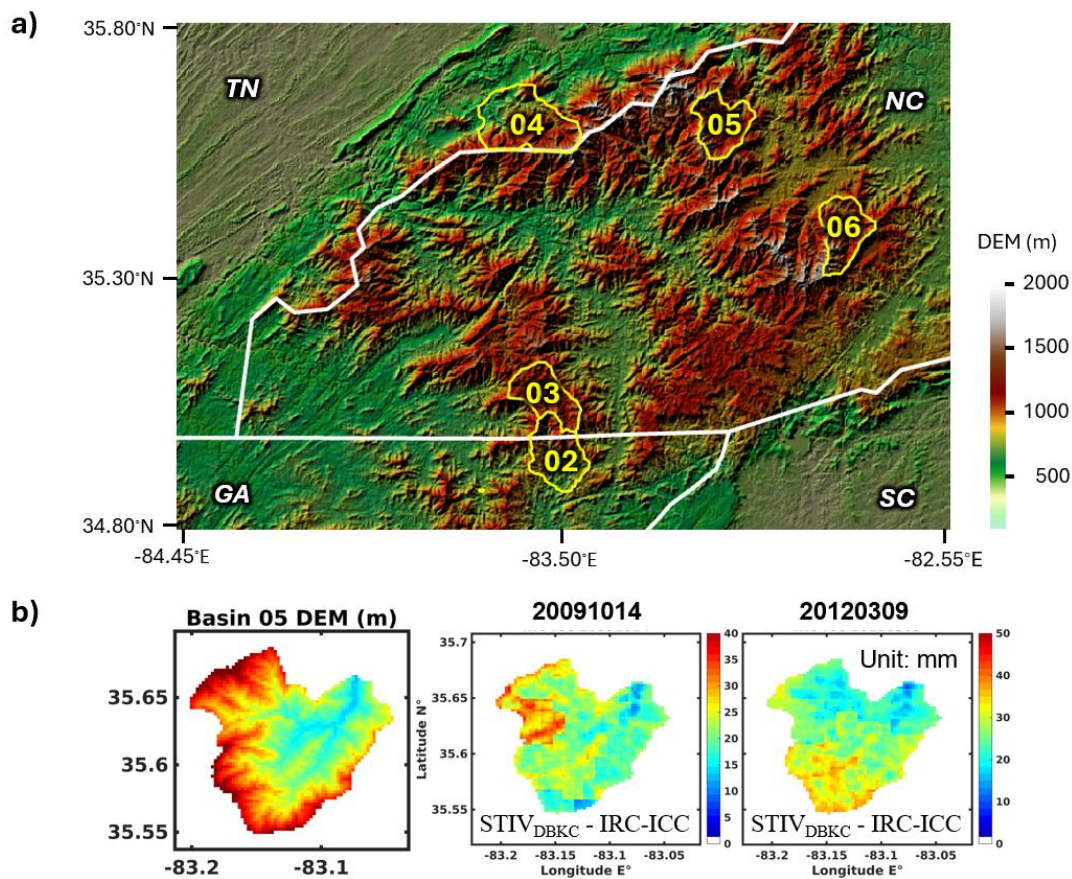 a)
35.80°N
35.30°N
34.80°N
-84.45°E
-83.50°E
-82.55°E
TN
NC
GA
SC
04
05
06
03
02
DEM (m)
2000
1500
1000
500
b)
Basin 05 DEM (m)
35.65
35.6
35.55
-83.2
-83.1
20091014
Latitude N°
35.7
35.65
35.6
35.55
STIV_DBKC - IRC-ICC
-83.2
-83.15
-83.1
-83.05
Longitude E°
40
35
30
25
20
15
10
5
0
20120309
Unit: mm
STIV_DBKC - IRC-ICC
-83.2
-83.15
-83.1
-83.05
Longitude E°
50
40
30
20
10
0